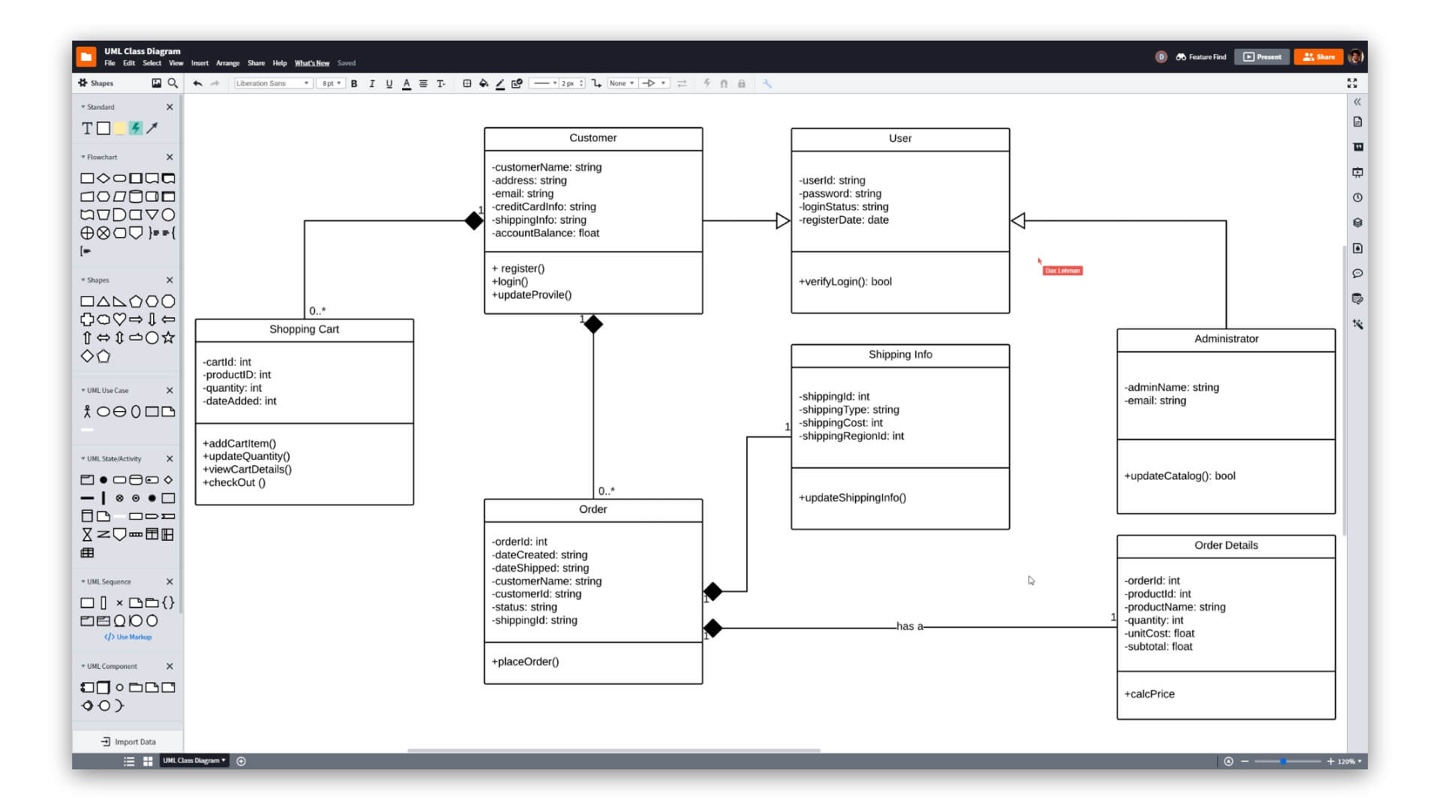 UML Class Diagram
File Edit Select View Insert Arrange Share Help What's New Saved
D Feature Find Present Share
Shapes
Liberation Sans 8 pt B I U A T 2 px None
Standard
T
Flowchart
Shapes
UML Use Case
UML State/Activity
UML Sequence
</> Use Markup
UML Component
Import Data
Customer
-customerName: string
-address: string
-email: string
-creditCardInfo: string
-shippingInfo: string
-accountBalance: float
+ register()
+login()
+updateProvile()
1
1
User
-userId: string
-password: string
-loginStatus: string
-registerDate: date
+verifyLogin(): bool
0..*
Shopping Cart
-cartId: int
-productID: int
-quantity: int
-dateAdded: int
+addCartItem()
+updateQuantity()
+viewCartDetails()
+checkOut ()
Shipping Info
-shippingId: int
-shippingType: string
-shippingCost: int
-shippingRegionId: int
+updateShippingInfo()
1
Administrator
-adminName: string
-email: string
+updateCatalog(): bool
0..*
Order
-orderId: int
-dateCreated: string
-dateShipped: string
-customerName: string
-customerId: string
-status: string
-shippingId: string
+placeOrder()
1
1
has a
1
Order Details
-orderId: int
-productId: int
-productName: string
-quantity: int
-unitCost: float
-subtotal: float
+calcPrice
UML Class Diagram
120%